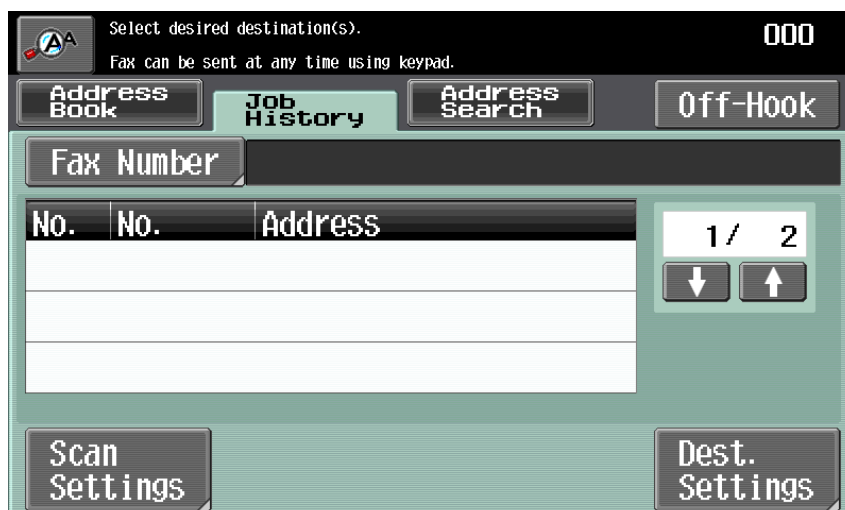 Select desired destination(s).
000
Fax can be sent at any time using keypad.
AA
Address Book
Job History
Address Search
Off-Hook
Fax Number
No. No. Address
1/ 2
Scan Settings
Dest. Settings